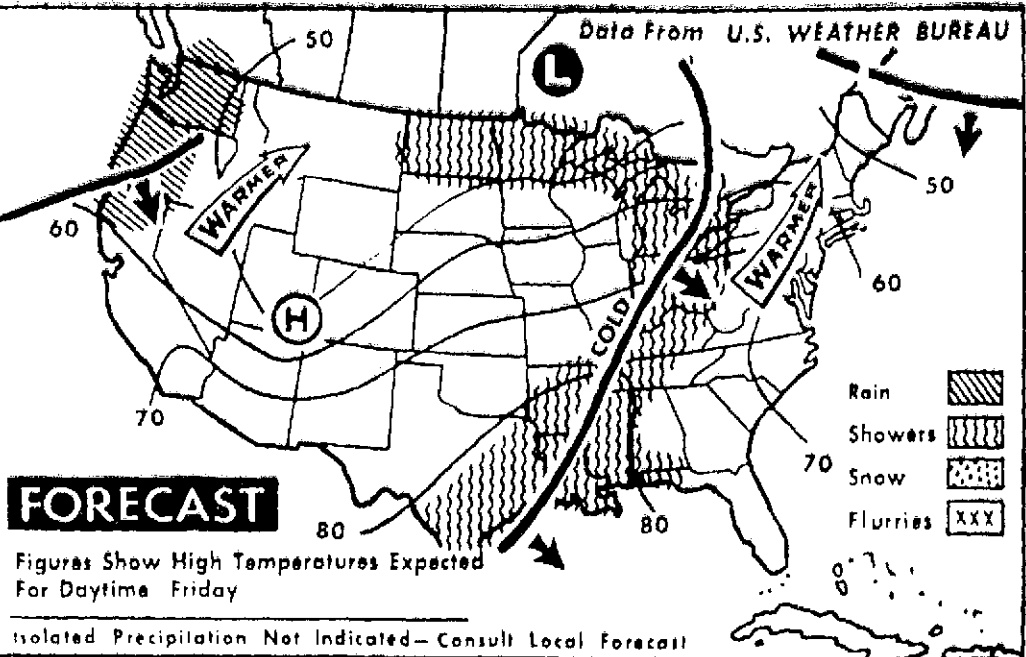 Data From U.S. WEATHER BUREAU
50
L
WARMER
WARMER
50
60
60
H
COLD
70
Rain
Showers
70
Snow
FORECAST
80
80
Flurries
XXX
Figures Show High Temperatures Expected
For Daytime Friday
Isolated Precipitation Not Indicated— Consult Local Forecast